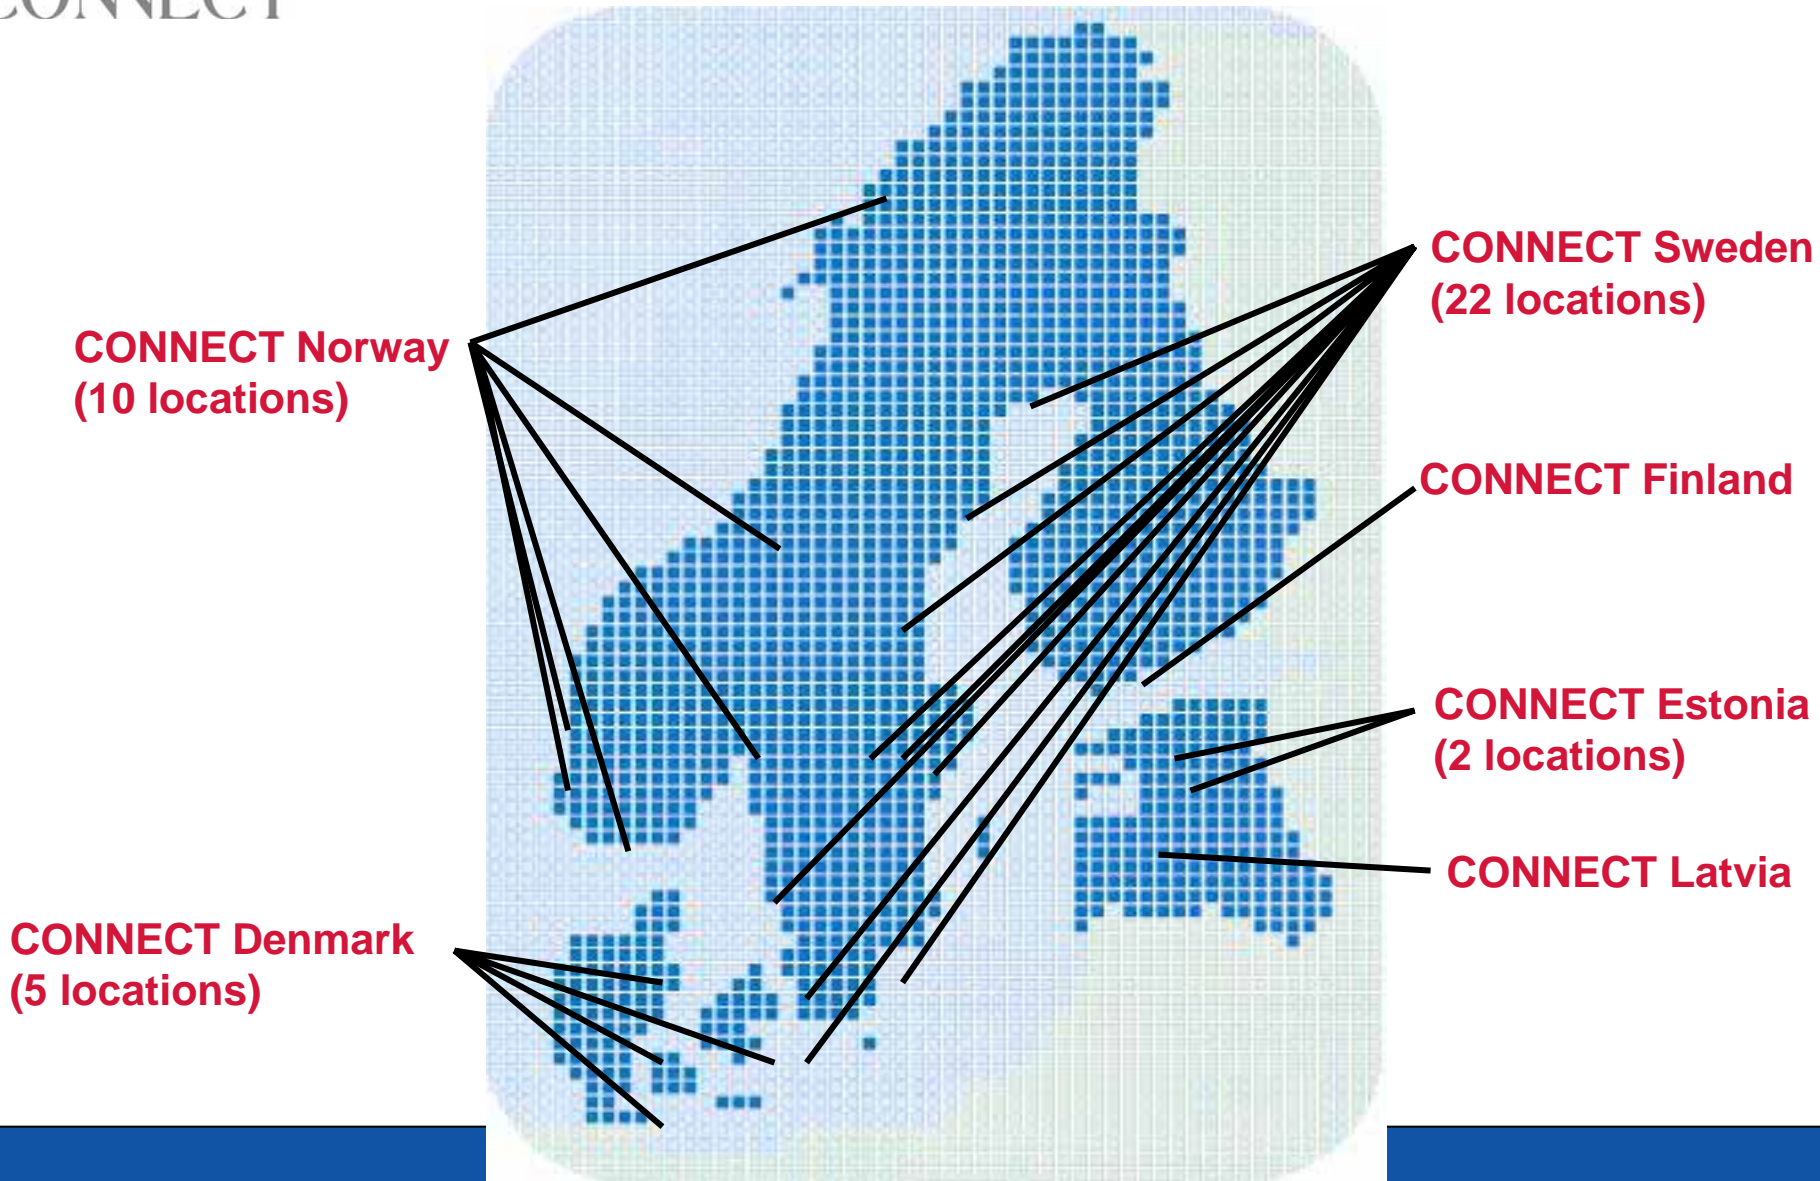 CONNECT
CONNECT Norway
(10 locations)
CONNECT Denmark
(5 locations)
CONNECT Sweden
(22 locations)
CONNECT Finland
CONNECT Estonia
(2 locations)
CONNECT Latvia